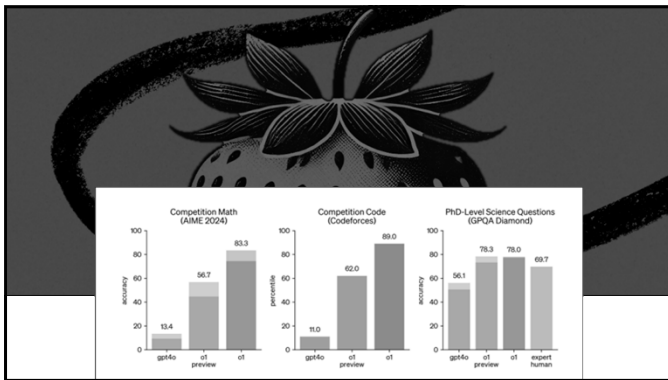 Competition Math
(AIME 2024)
100
80
60
40
20
0
accuracy
13.4
56.7
83.3
gpt4o
o1
preview
o1
Competition Code
(Codeforces)
100
80
60
40
20
0
percentile
11.0
62.0
89.0
gpt4o
o1
preview
o1
PhD-Level Science Questions
(GPQA Diamond)
100
80
60
40
20
0
accuracy
56.1
78.3
78.0
69.7
gpt4o
o1
preview
o1
expert
human